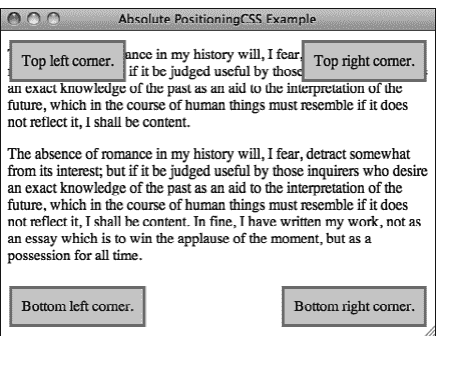 Absolute PositioningCSS Example
Top left corner.
ance in my history will, I fear,
Top right corner.
if it be judged useful by those
an exact knowledge of the past as an aid to the interpretation of the
future, which in the course of human things must resemble if it does
not reflect it, I shall be content.
The absence of romance in my history will, I fear, detract somewhat
from its interest; but if it be judged useful by those inquirers who desire
an exact knowledge of the past as an aid to the interpretation of the
future, which in the course of human things must resemble if it does
not reflect it, I shall be content. In fine, I have written my work, not as
an essay which is to win the applause of the moment, but as a
possession for all time.
Bottom left corner.
Bottom right corner.